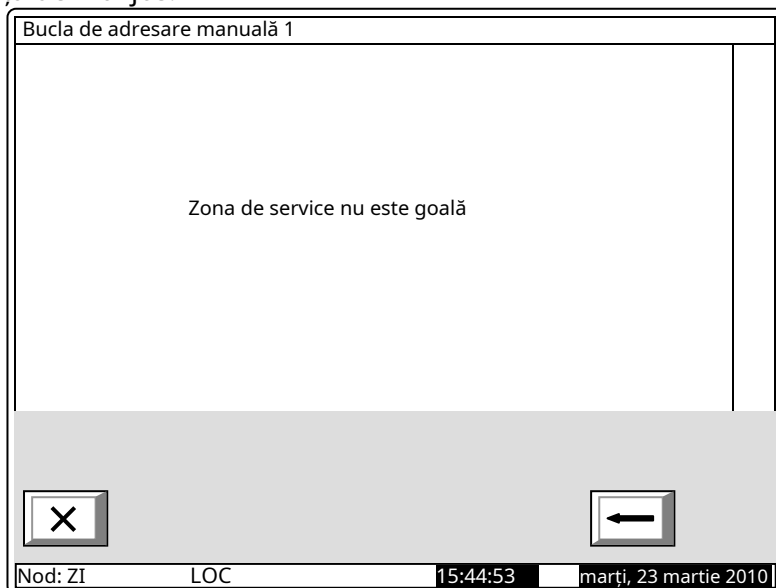 Bucla de adresare manuală 1
Zona de service nu este goală
Nod: ZI LOC 15:44:53 marți, 23 martie 2010